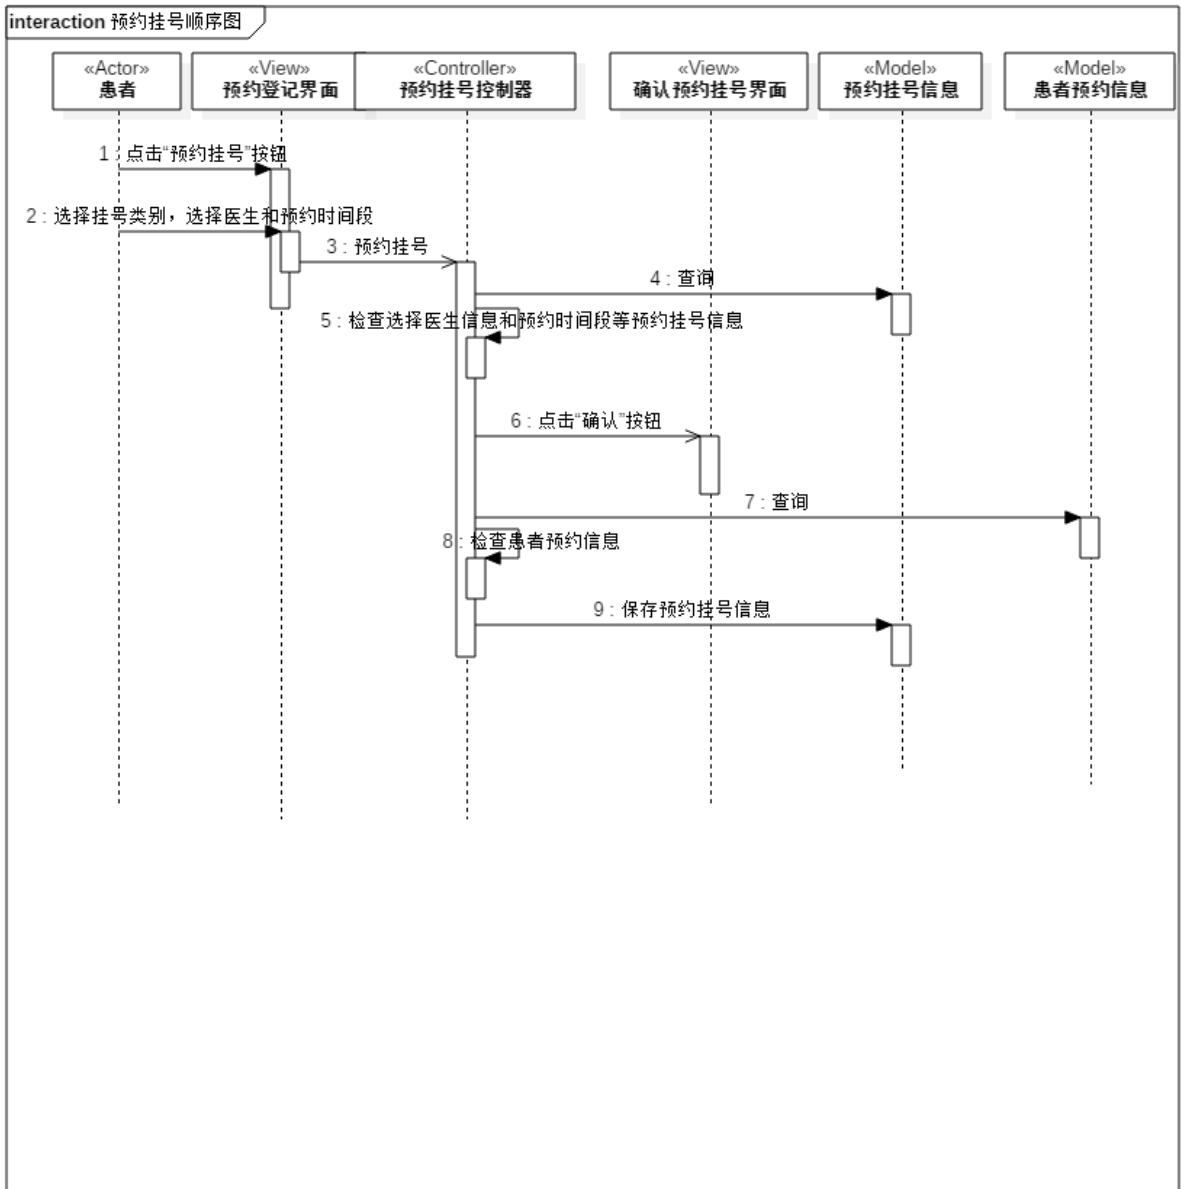 interaction 预约挂号顺序图
«Actor»
患者
«View»
预约登记界面
«Controller»
预约挂号控制器
«View»
确认预约挂号界面
«Model»
预约挂号信息
«Model»
患者预约信息
1 : 点击“预约挂号”按钮
2 : 选择挂号类别，选择医生和预约时间段
3 : 预约挂号
4 : 查询
5 : 检查选择医生信息和预约时间段等预约挂号信息
6 : 点击“确认”按钮
7 : 查询
8 : 检查患者预约信息
9 : 保存预约挂号信息